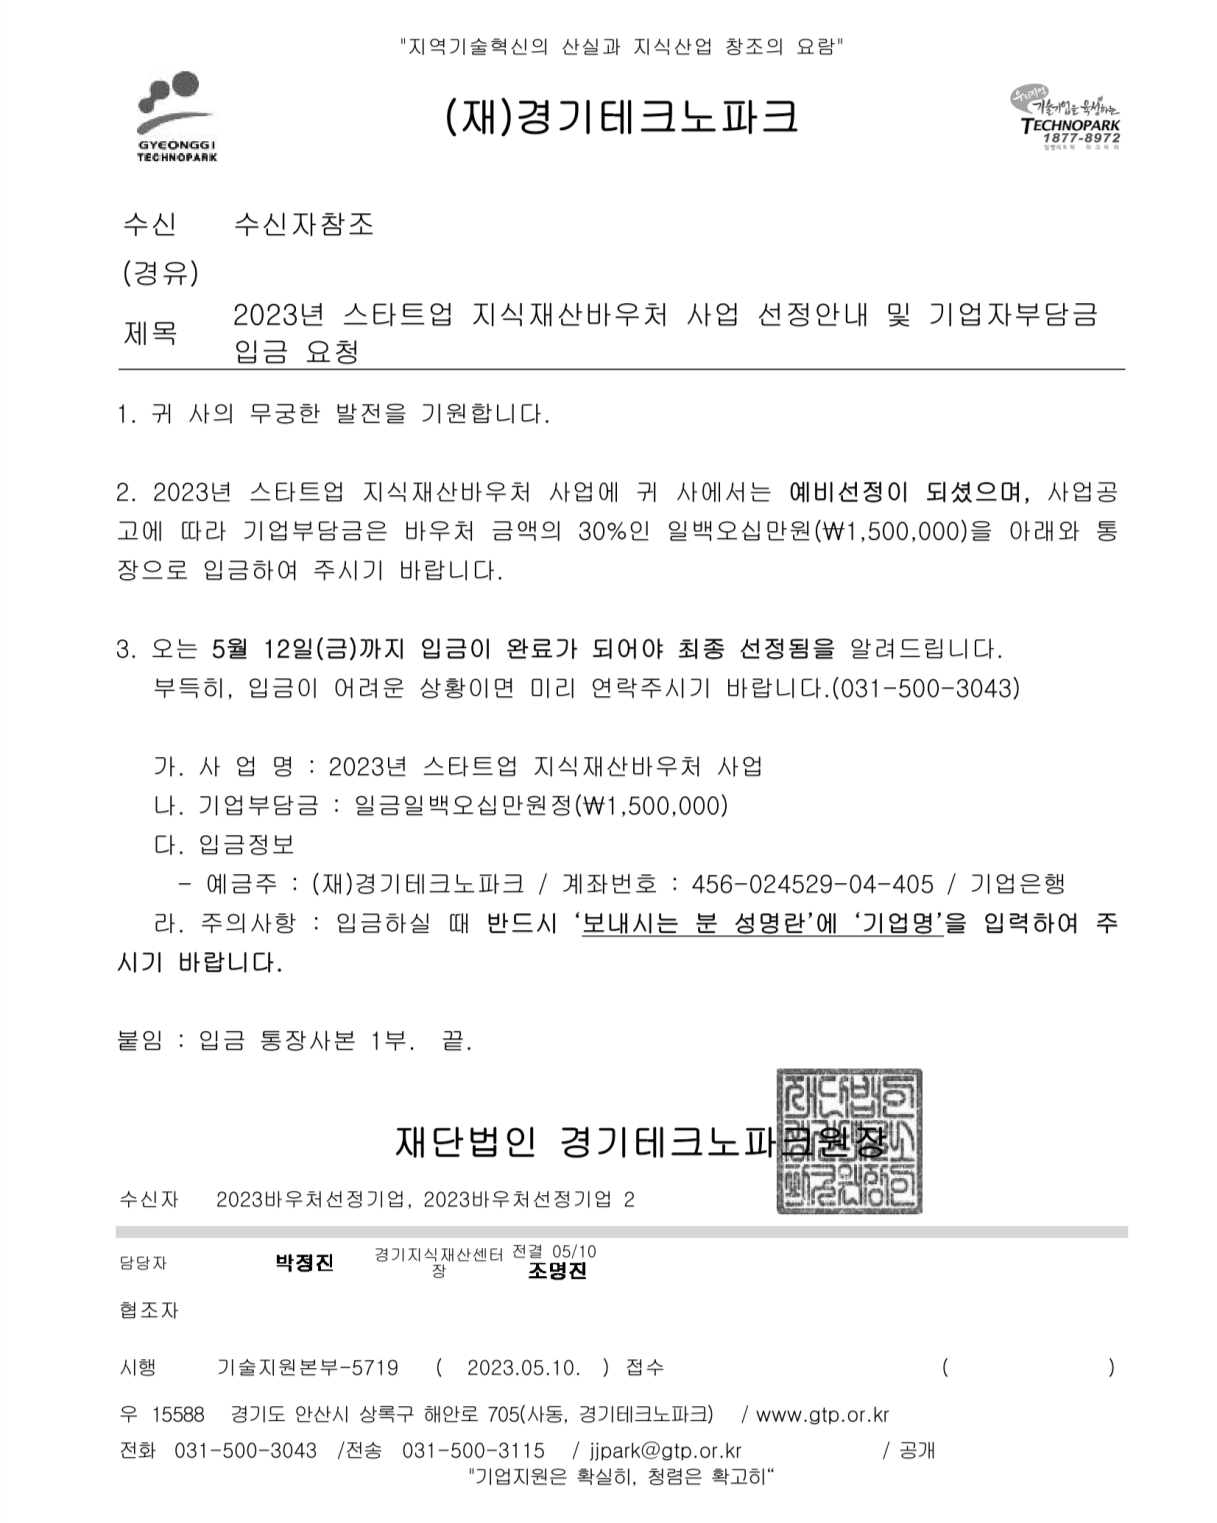 "지역기술혁신의 산실과 지식산업 창조의 요람"
GYEONGGI
TECHNOPARK
(재)경기테크노파크
우리지역
기술기업을 육성하는
TECHNOPARK
1877-8972
수신 수신자참조
(경유)
제목 2023년 스타트업 지식재산바우처 사업 선정안내 및 기업자부담금
입금 요청
1. 귀 사의 무궁한 발전을 기원합니다.
2. 2023년 스타트업 지식재산바우처 사업에 귀 사에서는 예비선정이 되셨으며, 사업공
고에 따라 기업부담금은 바우처 금액의 30%인 일백오십만원(₩1,500,000)을 아래와 통
장으로 입금하여 주시기 바랍니다.
3. 오는 5월 12일(금)까지 입금이 완료가 되어야 최종 선정됨을 알려드립니다.
부득히, 입금이 어려운 상황이면 미리 연락주시기 바랍니다.(031-500-3043)
가. 사 업 명 : 2023년 스타트업 지식재산바우처 사업
나. 기업부담금 : 일금일백오십만원정(₩1,500,000)
다. 입금정보
- 예금주 : (재)경기테크노파크 / 계좌번호 : 456-024529-04-405 / 기업은행
라. 주의사항 : 입금하실 때 반드시 ‘보내시는 분 성명란’에 ‘기업명’을 입력하여 주
시기 바랍니다.
붙임 : 입금 통장사본 1부. 끝.
재단법인 경기테크노파크원장
수신자 2023바우처선정기업, 2023바우처선정기업 2
담당자 박정진 경기지식재산센터 전결 05/10
장 조명진
협조자
시행 기술지원본부-5719 ( 2023.05.10. ) 접수 ( )
우 15588 경기도 안산시 상록구 해안로 705(사동, 경기테크노파크) / www.gtp.or.kr
전화 031-500-3043 /전송 031-500-3115 / jjpark@gtp.or.kr / 공개
"기업지원은 확실히, 청렴은 확고히“